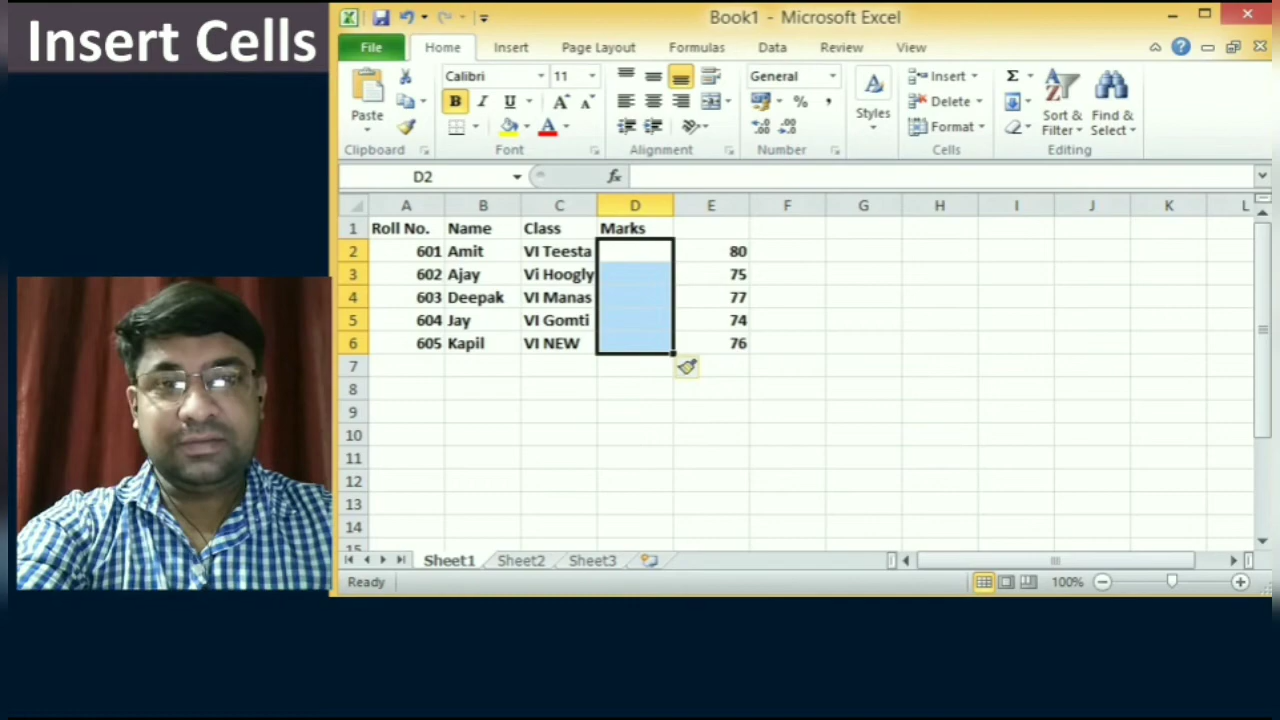 Insert Cells
Book1 - Microsoft Excel
File Home Insert Page Layout Formulas Data Review View
Paste
Calibri 11
B I U
General
Styles
Insert
Delete
Format
Sort & Filter
Find & Select
Clipboard Font Alignment Number Cells Editing
D2 fx
A B C D E F G H I J K L
1 Roll No. Name Class Marks
2 601 Amit VI Teesta 80
3 602 Ajay Vi Hoogly 75
4 603 Deepak VI Manas 77
5 604 Jay VI Gomti 74
6 605 Kapil VI NEW 76
7
8
9
10
11
12
13
14
15
Sheet1 Sheet2 Sheet3
Ready 100%